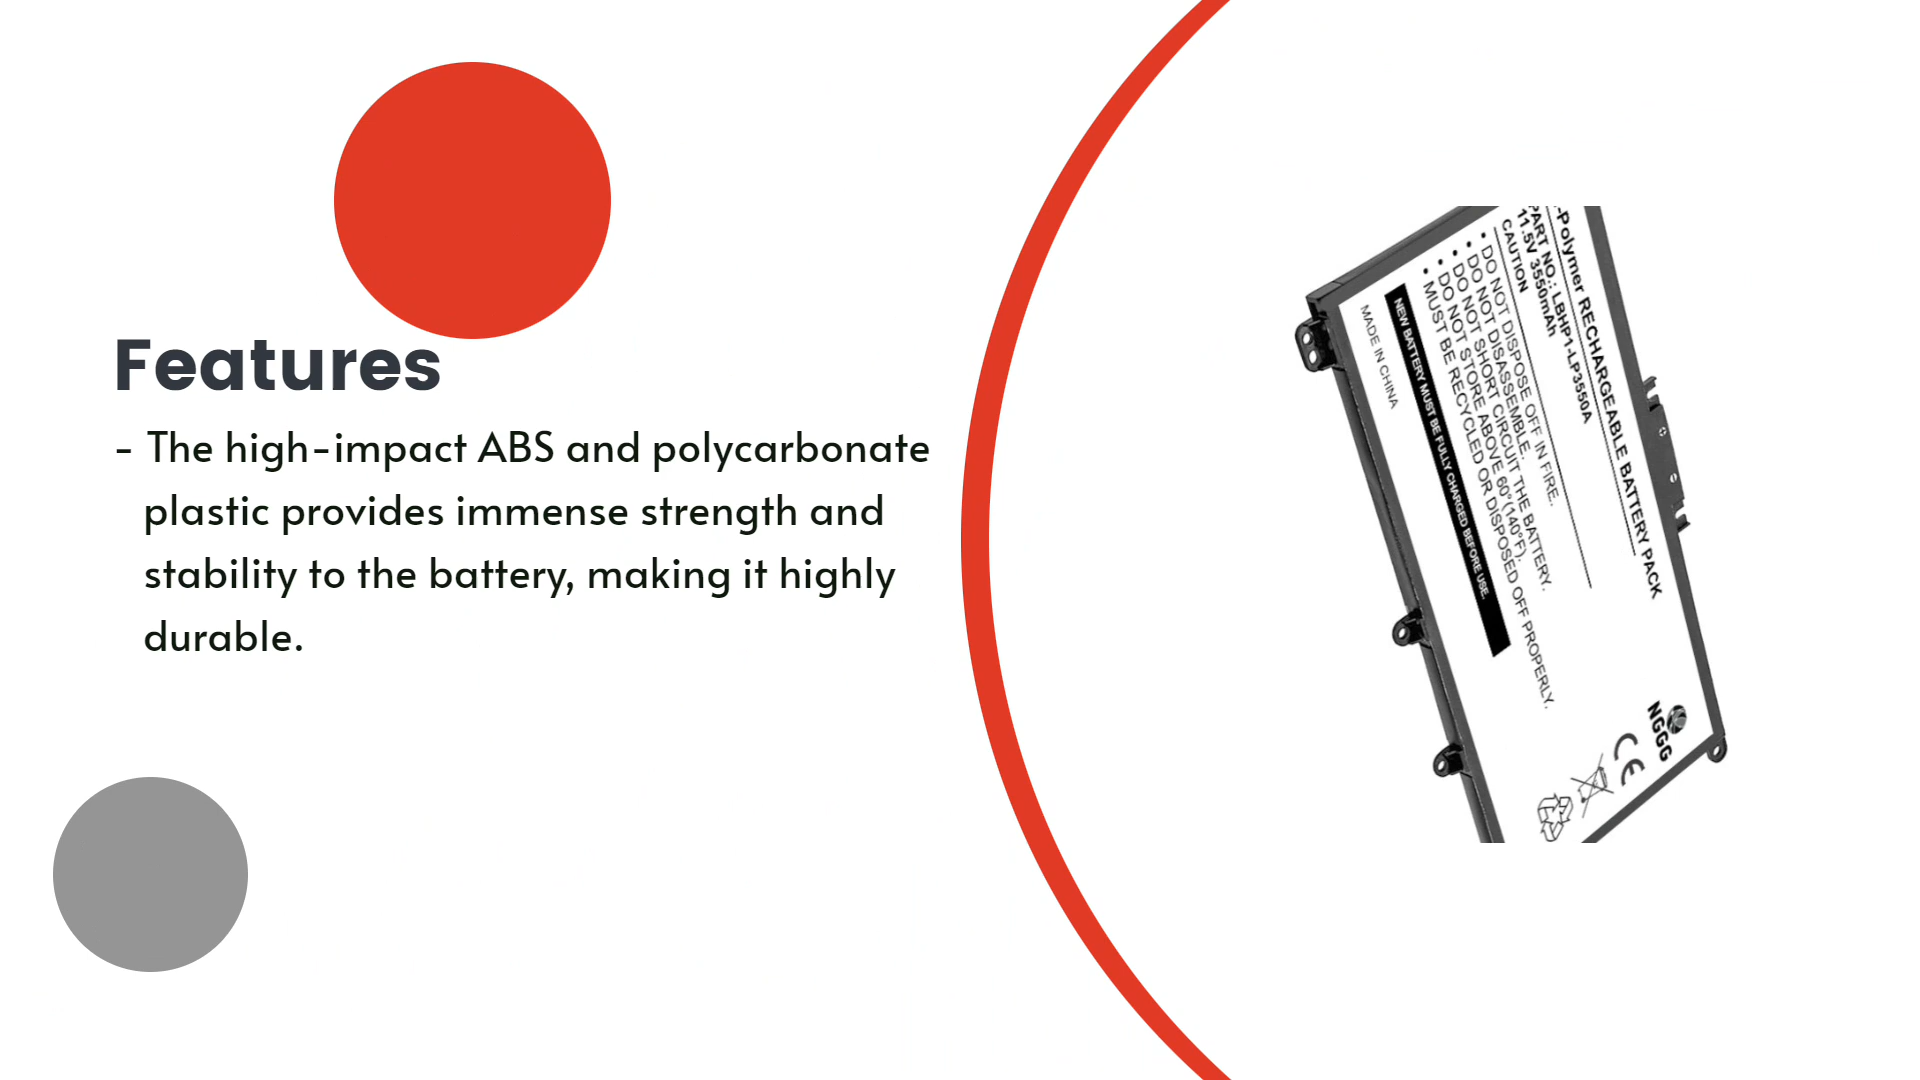 Features
- The high-impact ABS and polycarbonate
plastic provides immense strength and
stability to the battery, making it highly
durable.
-Polymer RECHARGEABLE BATTERY PACK
PART NO.: LBHP1-LP3550A
11.5V 3550mAh
CAUTION
• DO NOT DISPOSE OFF IN FIRE.
• DO NOT DISASSEMBLE.
• DO NOT SHORT CIRCUIT THE BATTERY.
• DO NOT STORE ABOVE 60°(140°F).
• MUST BE RECYCLED OR DISPOSED OFF PROPERLY.
NEW BATTERY MUST BE FULLY CHARGED BEFORE USE.
MADE IN CHINA
NGGG
CE